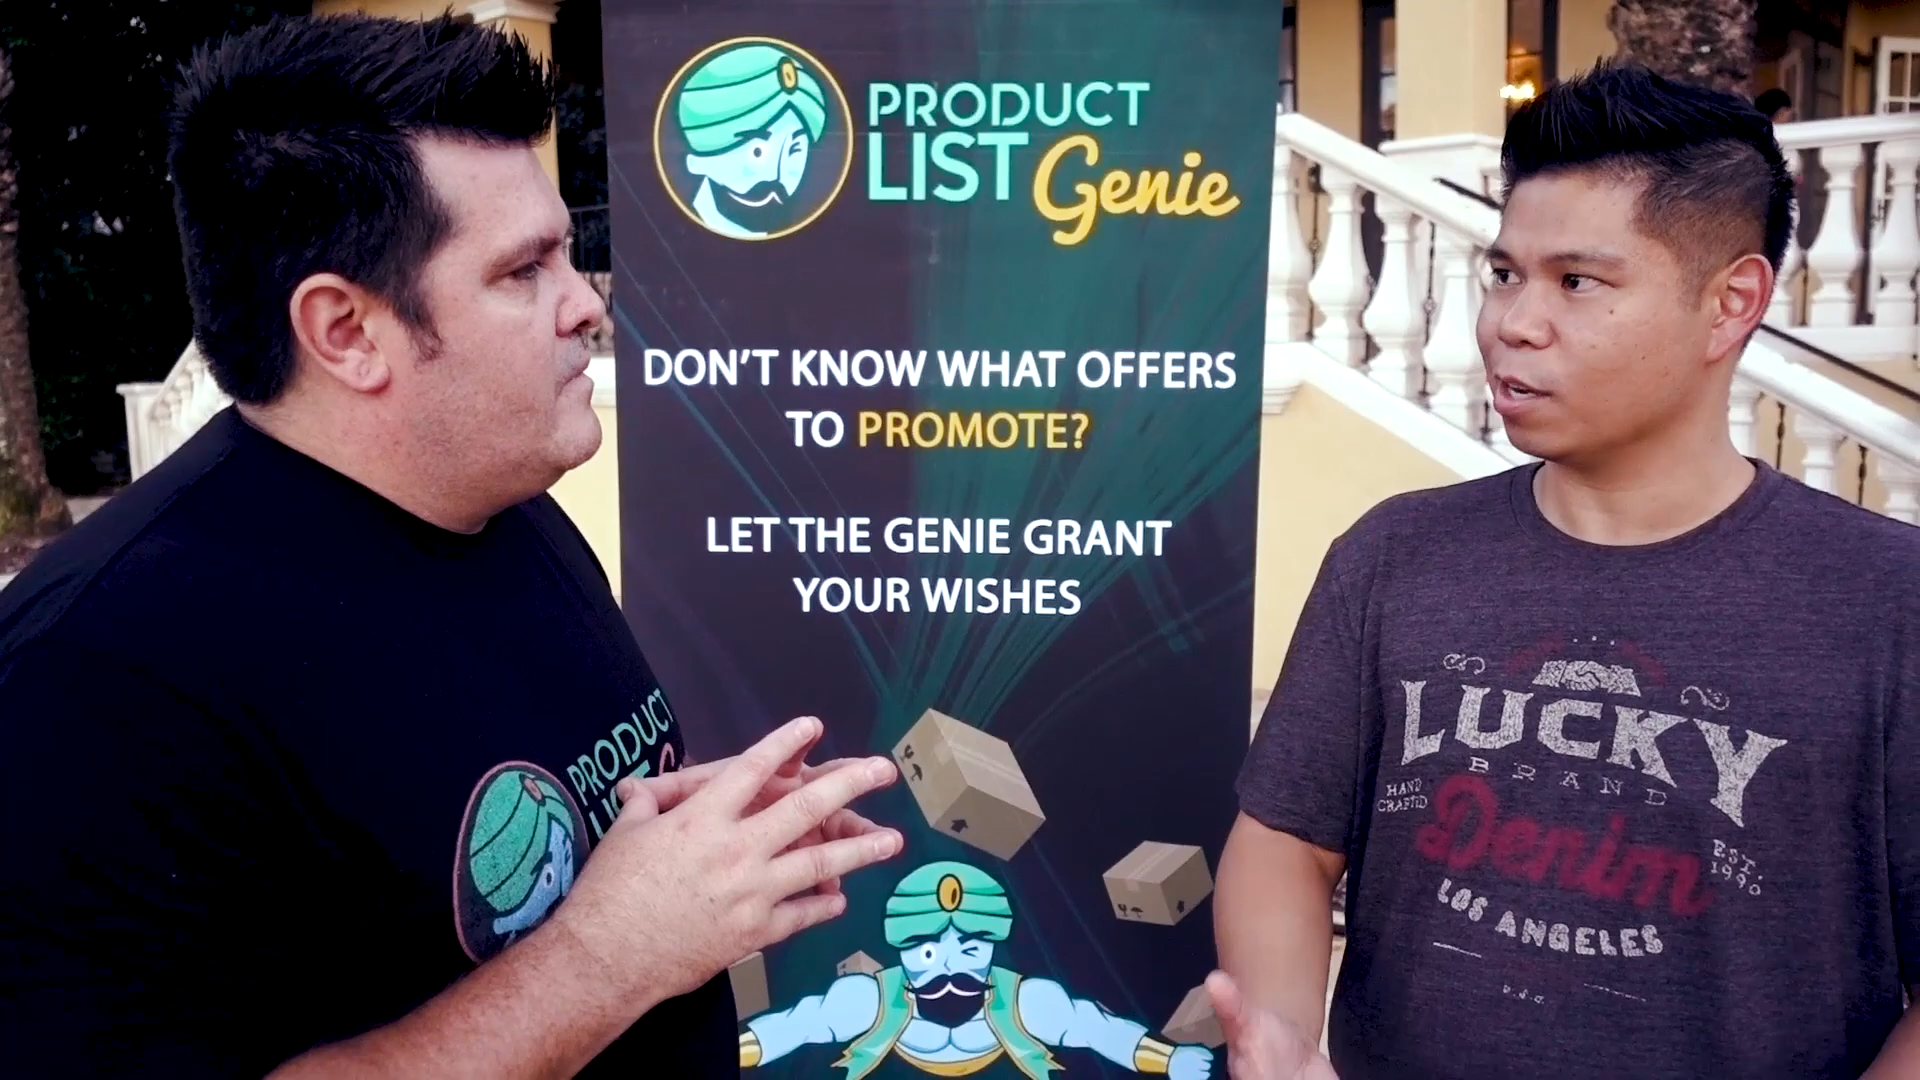 PRODUCT
LIST Genie
DON'T KNOW WHAT OFFERS
TO PROMOTE?
LET THE GENIE GRANT
YOUR WISHES
PRODUCT
LUCKY
BRAND
HAND
CRAFTED
Denim
EST.
1990
LOS ANGELES
U.S.A.